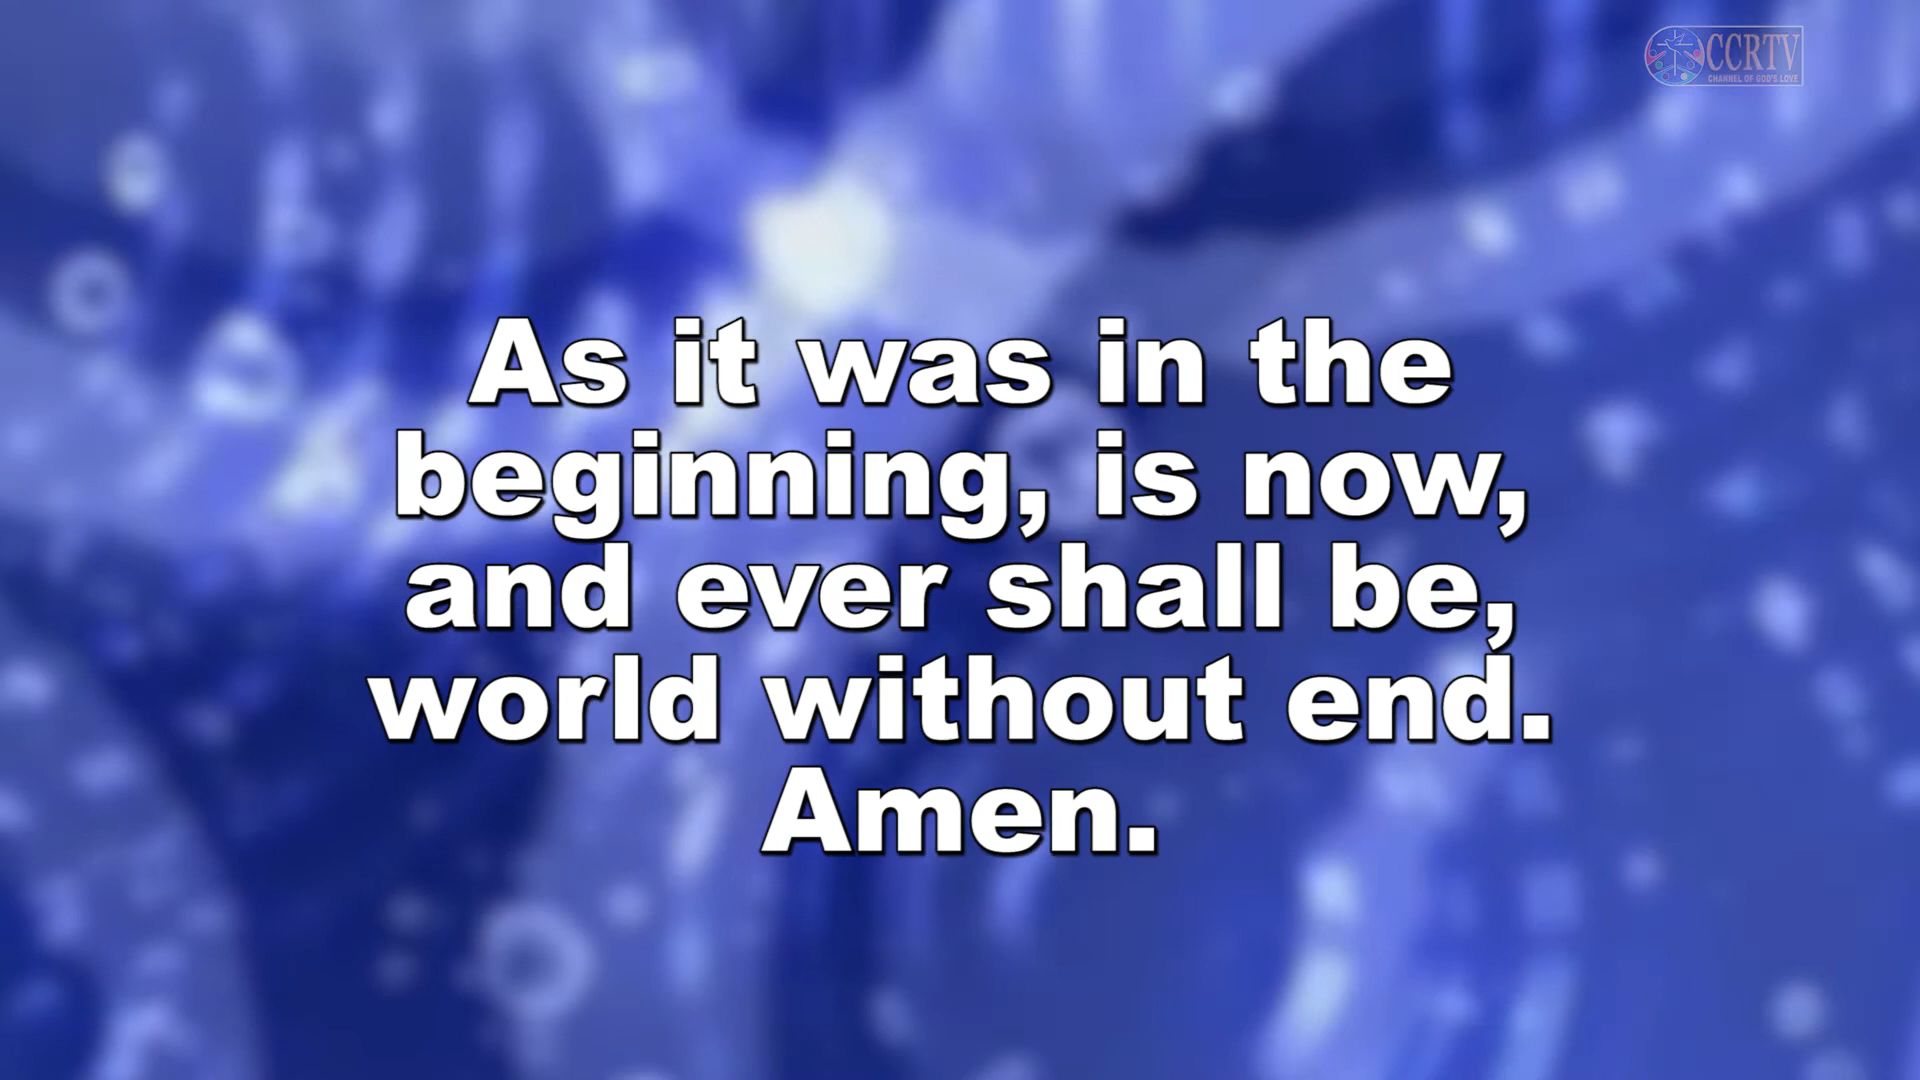 CCRTV
CHANNEL OF GOD'S LOVE
As it was in the
beginning, is now,
and ever shall be,
world without end.
Amen.